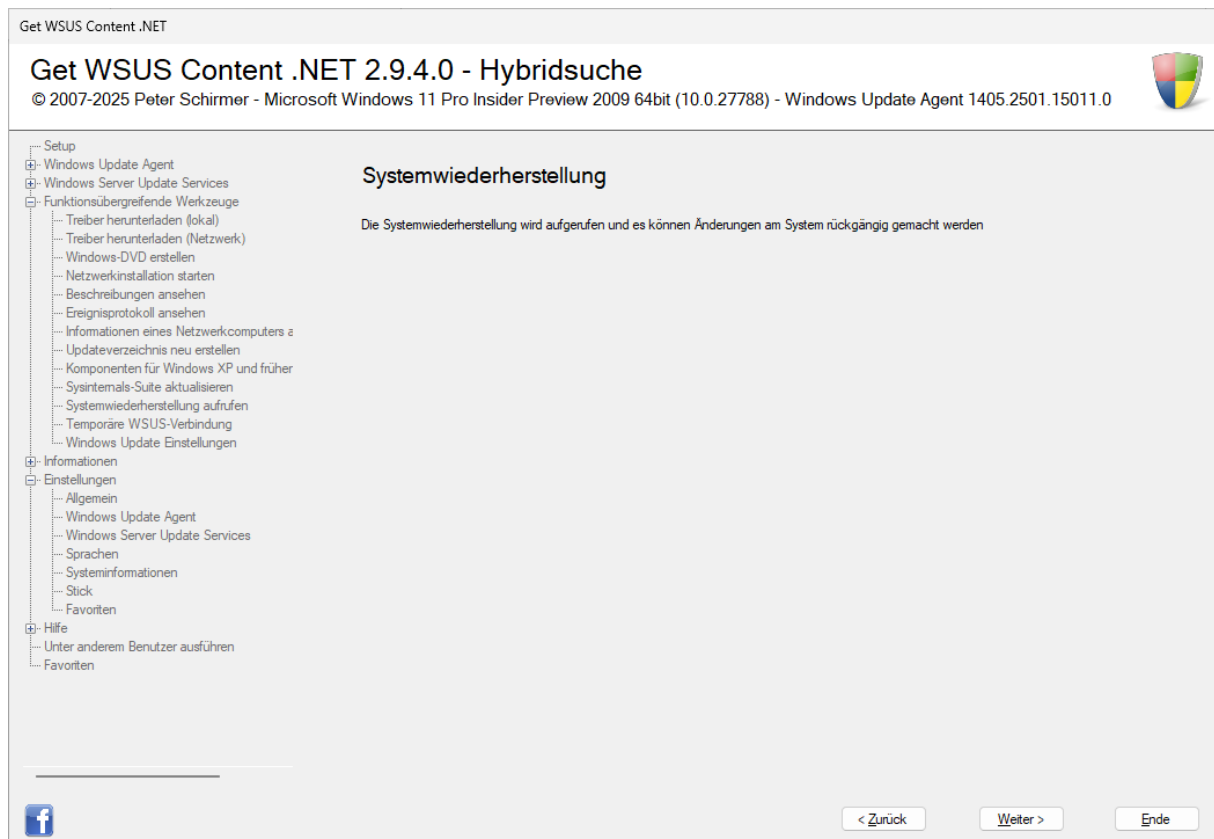 Get WSUS Content .NET
Get WSUS Content .NET 2.9.4.0 - Hybridsuche
© 2007-2025 Peter Schirmer - Microsoft Windows 11 Pro Insider Preview 2009 64bit (10.0.27788) - Windows Update Agent 1405.2501.15011.0
Setup
Windows Update Agent
Windows Server Update Services
Funktionsübergreifende Werkzeuge
Treiber herunterladen (lokal)
Treiber herunterladen (Netzwerk)
Windows-DVD erstellen
Netzwerkinstallation starten
Beschreibungen ansehen
Ereignisprotokoll ansehen
Informationen eines Netzwerkcomputers a
Updateverzeichnis neu erstellen
Komponenten für Windows XP und früher
Sysinternals-Suite aktualisieren
Systemwiederherstellung aufrufen
Temporäre WSUS-Verbindung
Windows Update Einstellungen
Informationen
Einstellungen
Allgemein
Windows Update Agent
Windows Server Update Services
Sprachen
Systeminformationen
Stick
Favoriten
Hilfe
Unter anderem Benutzer ausführen
Favoriten
Systemwiederherstellung
Die Systemwiederherstellung wird aufgerufen und es können Änderungen am System rückgängig gemacht werden
f
< Zurück
Weiter >
Ende